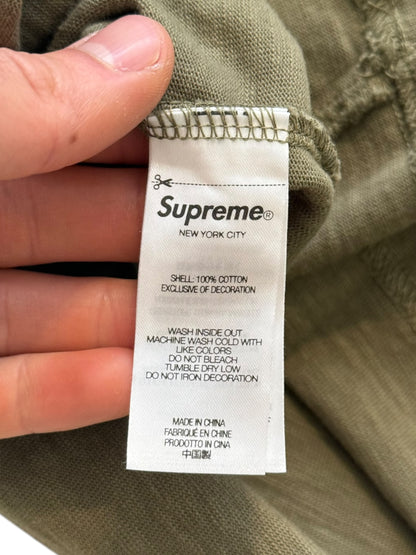 Supreme®
NEW YORK CITY
SHELL: 100% COTTON
EXCLUSIVE OF DECORATION
WASH INSIDE OUT
MACHINE WASH COLD WITH
LIKE COLORS
DO NOT BLEACH
TUMBLE DRY LOW
DO NOT IRON DECORATION
MADE IN CHINA
FABRIQUÉ EN CHINE
PRODOTTO IN CINA
中国製